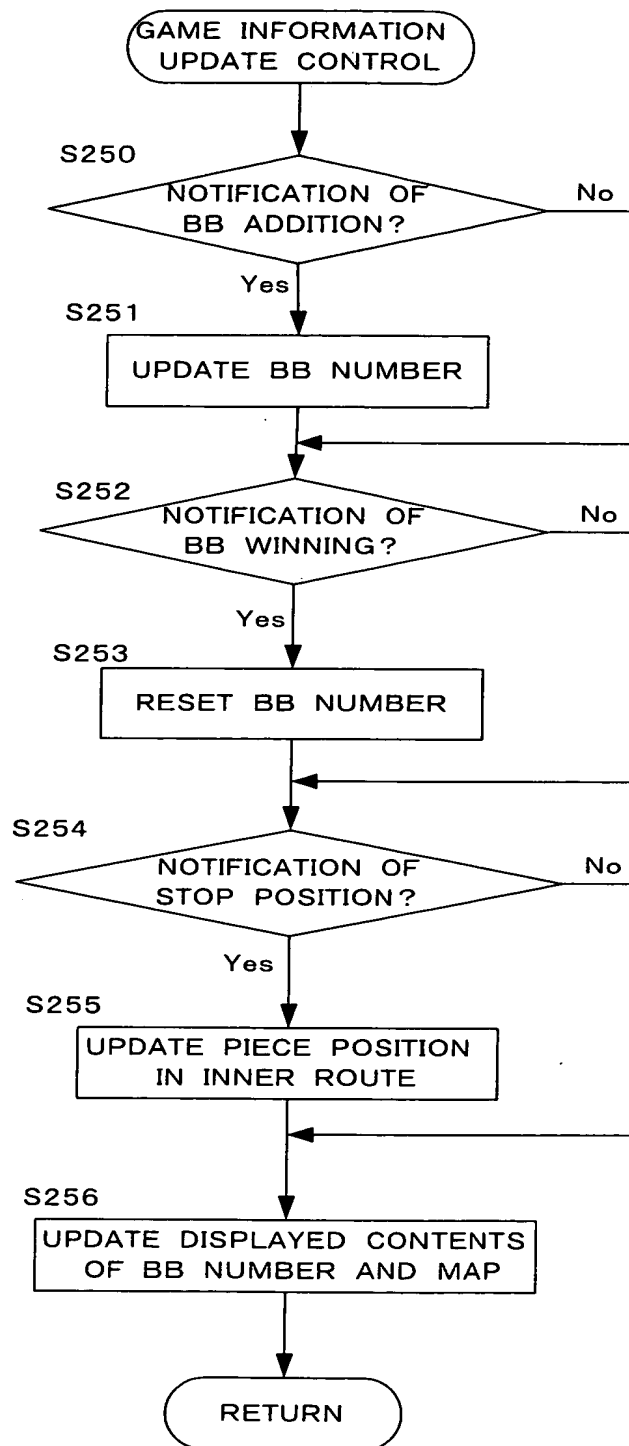 GAME INFORMATION
UPDATE CONTROL
S250
NOTIFICATION OF
BB ADDITION?
No
Yes
S251
UPDATE BB NUMBER
S252
NOTIFICATION OF
BB WINNING?
No
Yes
S253
RESET BB NUMBER
S254
NOTIFICATION OF
STOP POSITION?
No
Yes
S255
UPDATE PIECE POSITION
IN INNER ROUTE
S256
UPDATE DISPLAYED CONTENTS
OF BB NUMBER AND MAP
RETURN